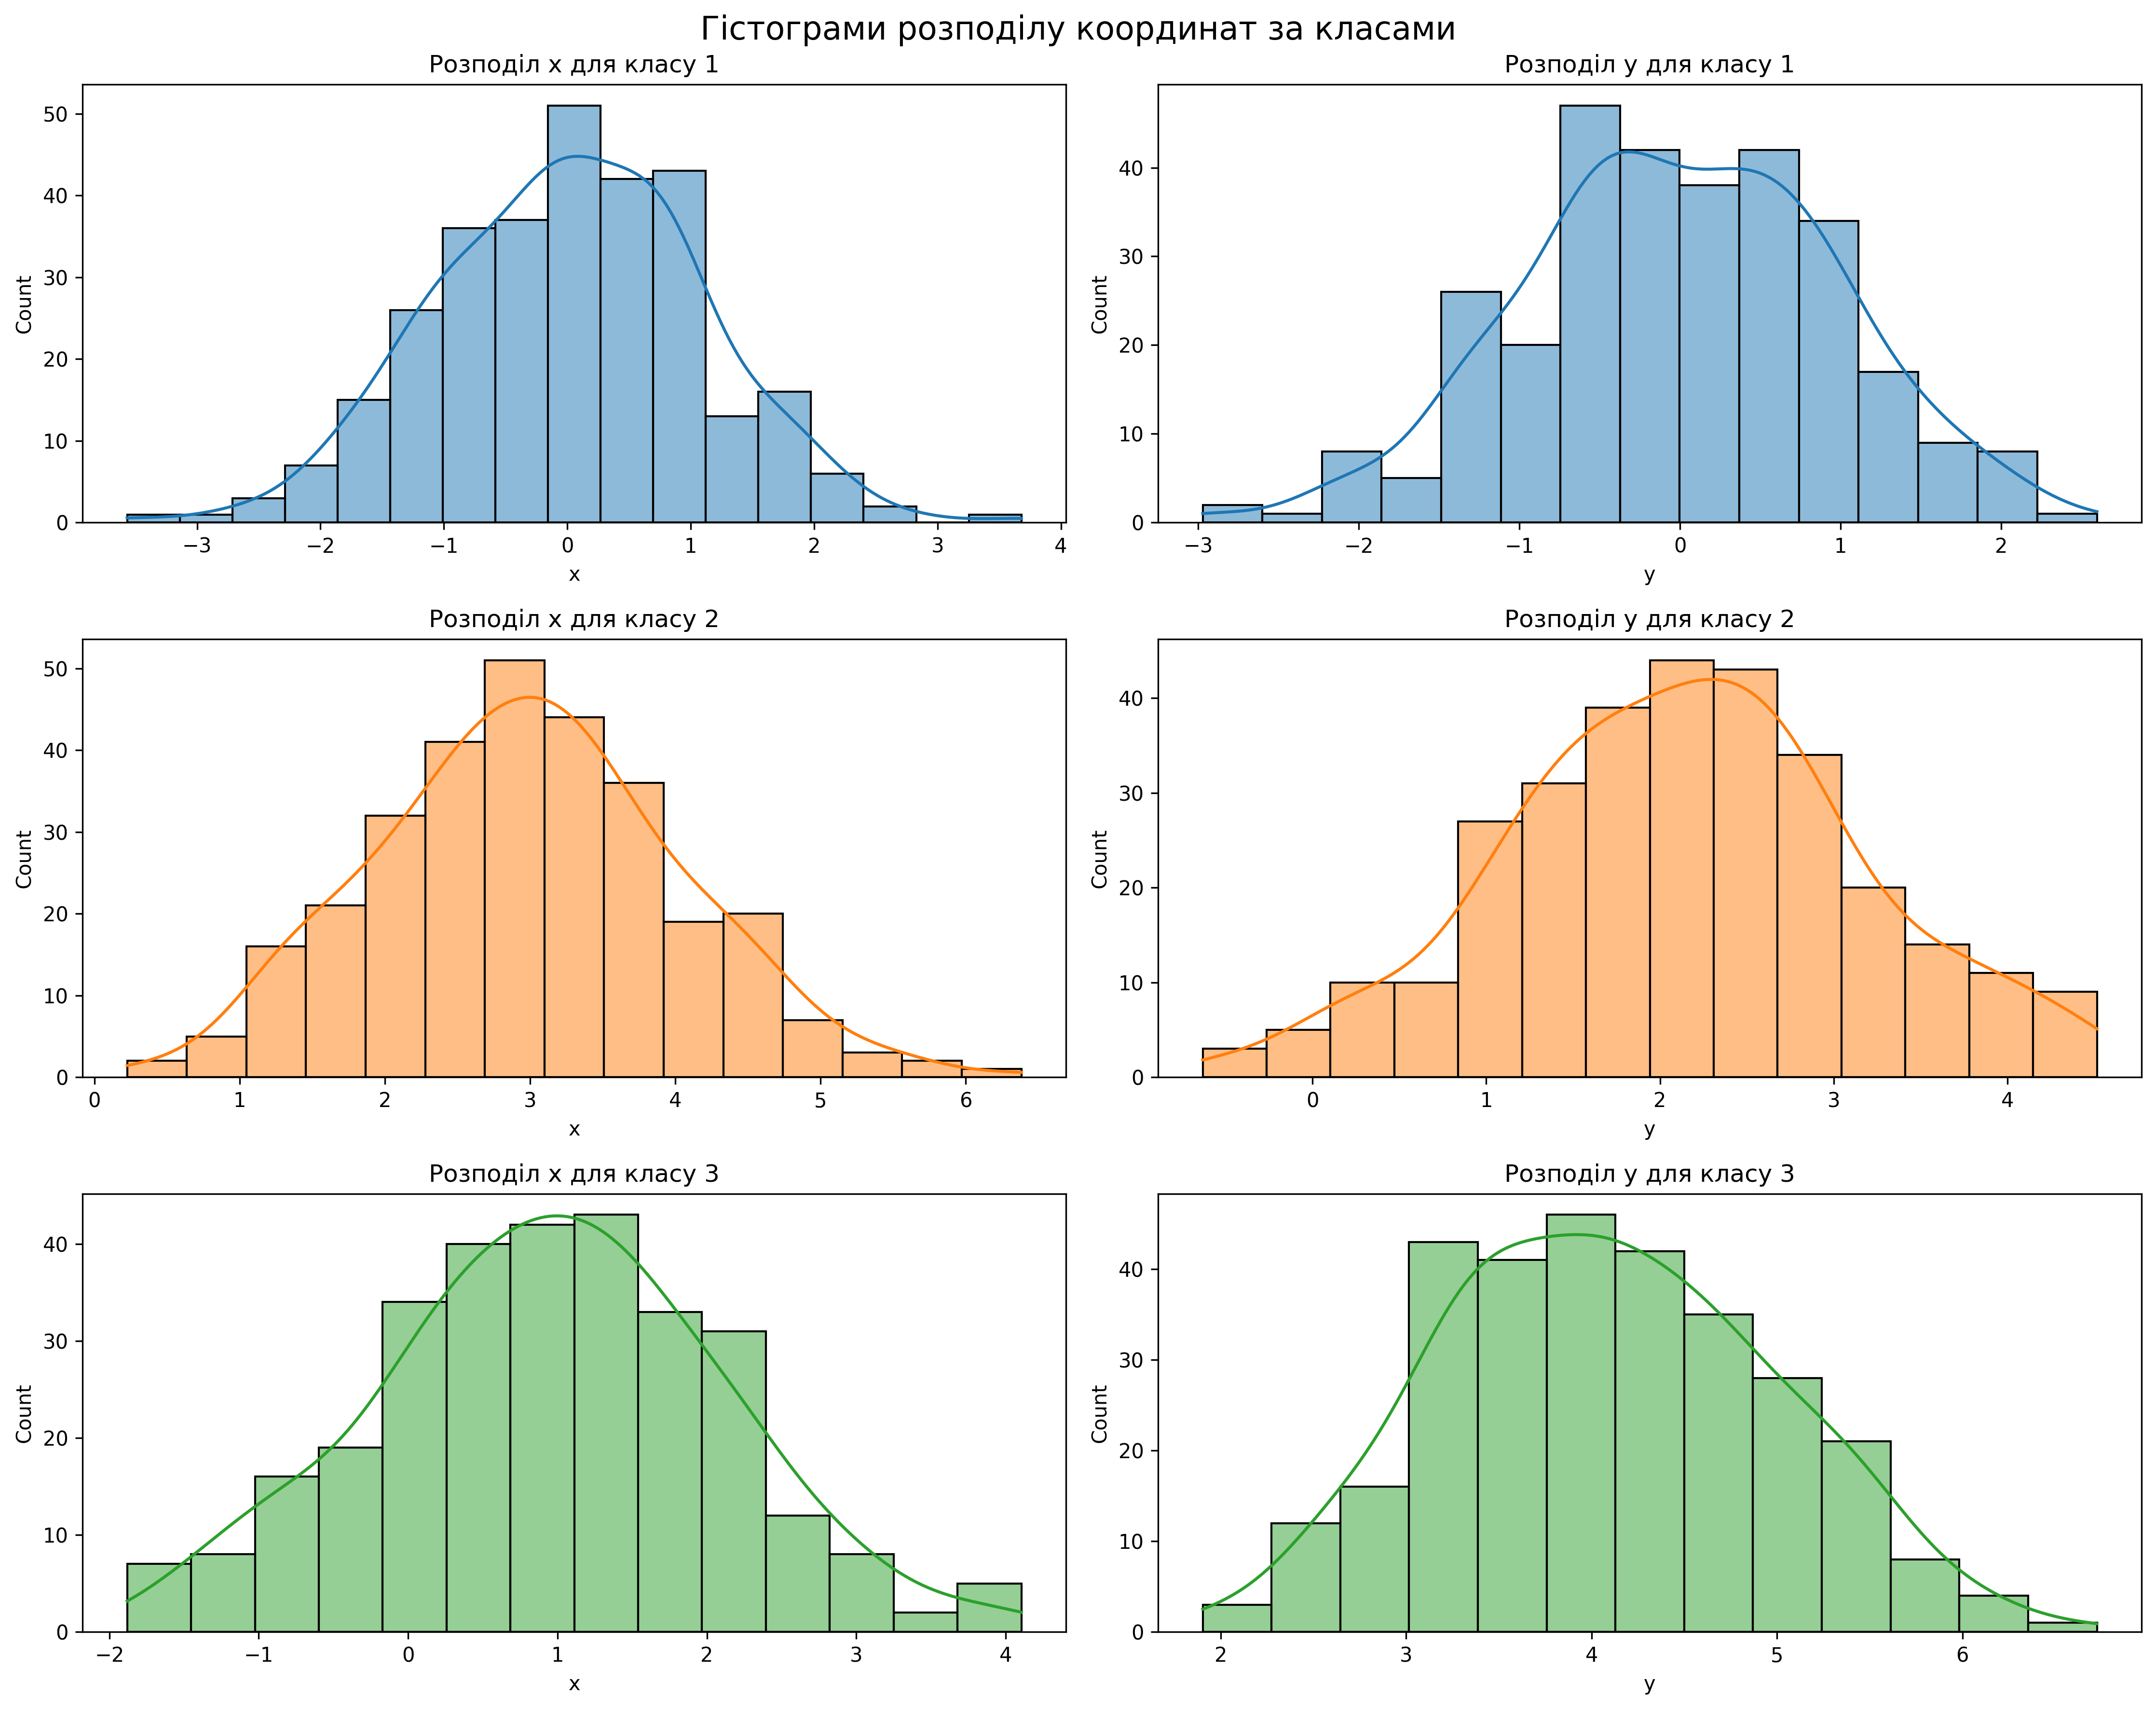 Гістограми розподілу координат за класами
Розподіл x для класу 1
Count
50
40
30
20
10
0
−3 −2 −1 0 1 2 3 4
x
Розподіл y для класу 1
Count
40
30
20
10
0
−3 −2 −1 0 1 2
y
Розподіл x для класу 2
Count
50
40
30
20
10
0
0 1 2 3 4 5 6
x
Розподіл y для класу 2
Count
40
30
20
10
0
0 1 2 3 4
y
Розподіл x для класу 3
Count
40
30
20
10
0
−2 −1 0 1 2 3 4
x
Розподіл y для класу 3
Count
40
30
20
10
0
2 3 4 5 6
y